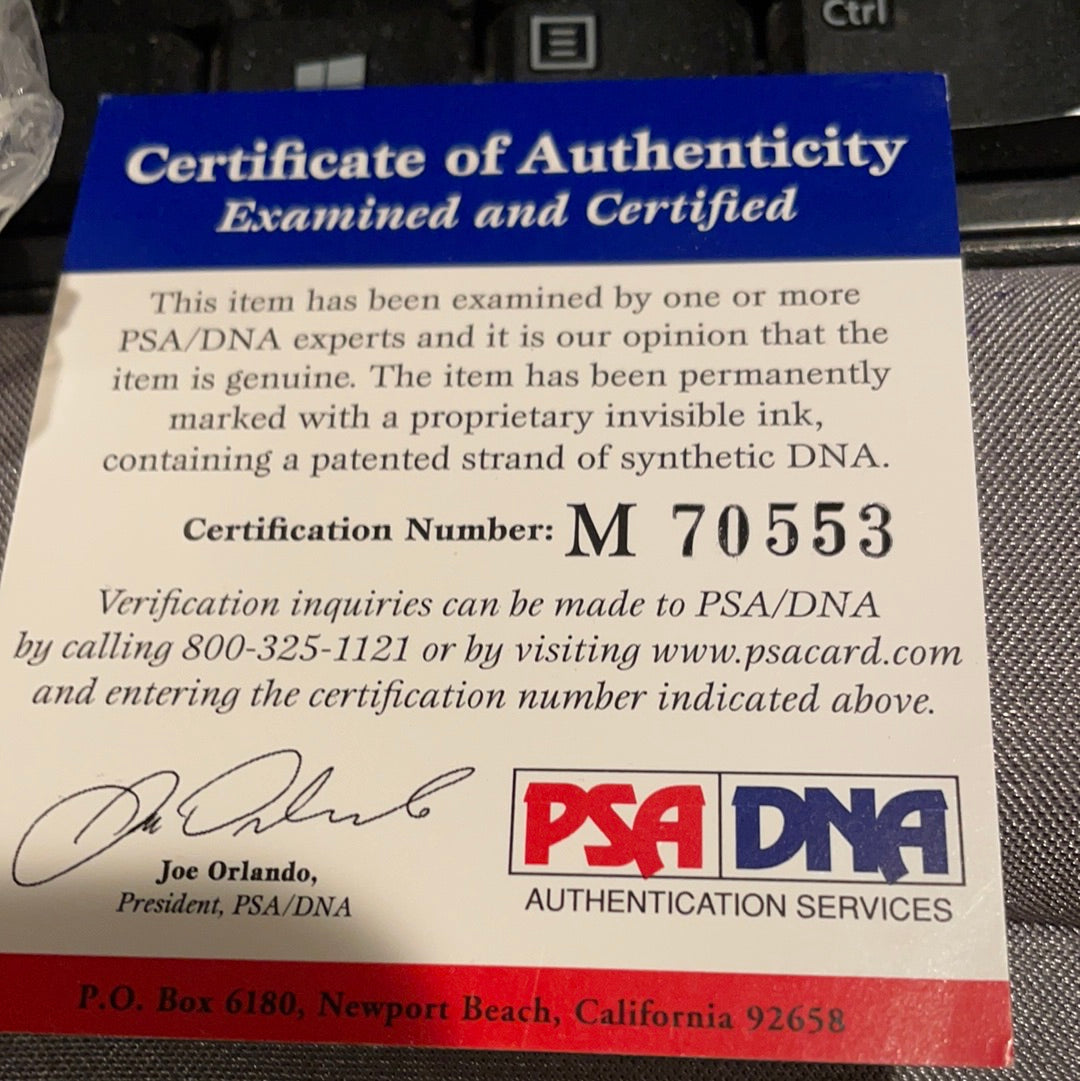 Ctrl
Certificate of Authenticity
Examined and Certified
This item has been examined by one or more
PSA/DNA experts and it is our opinion that the
item is genuine. The item has been permanently
marked with a proprietary invisible ink,
containing a patented strand of synthetic DNA.
Certification Number: M 70553
Verification inquiries can be made to PSA/DNA
by calling 800-325-1121 or by visiting www.psacard.com
and entering the certification number indicated above.
Joe Orlando,
President, PSA/DNA
PSA DNA
AUTHENTICATION SERVICES
P.O. Box 6180, Newport Beach, California 92658